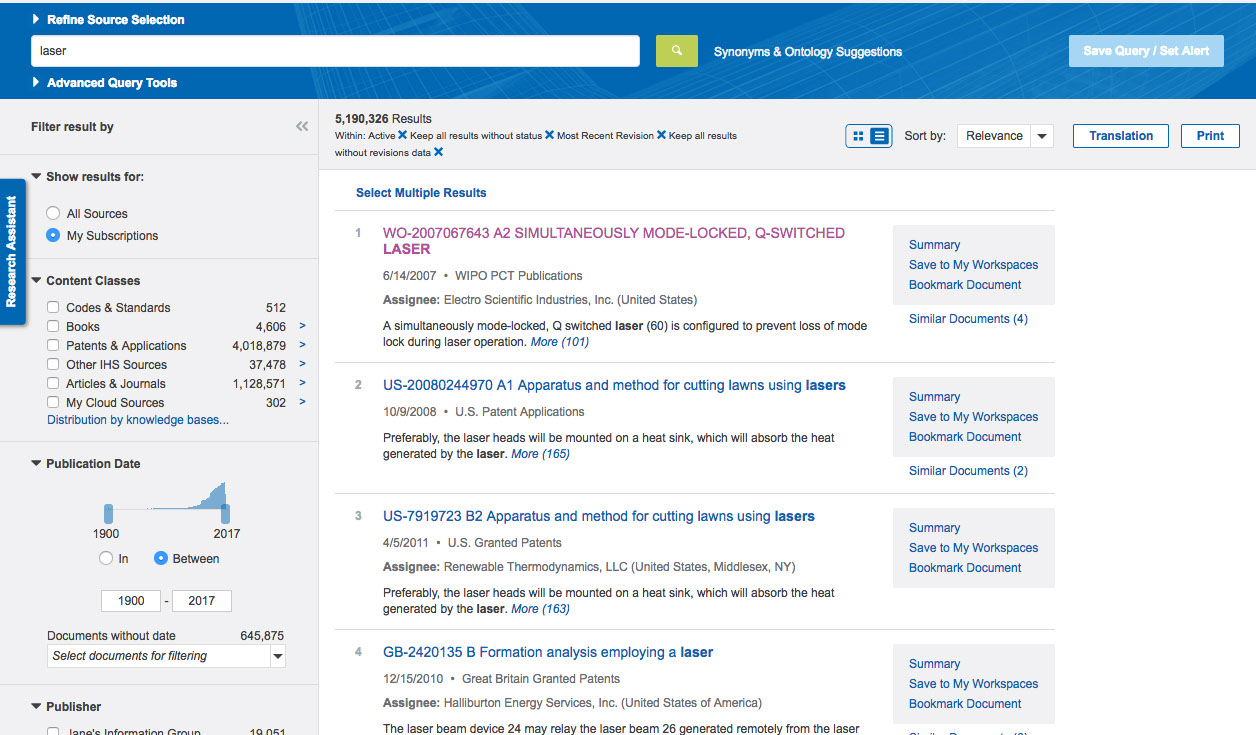 Refine Source Selection
laser
Synonyms & Ontology Suggestions
Save Query / Set Alert
Advanced Query Tools
Research Assistant
Filter result by
Show results for:
All Sources
My Subscriptions
Content Classes
Codes & Standards 512
Books 4,606 >
Patents & Applications 4,018,879 >
Other IHS Sources 37,478 >
Articles & Journals 1,128,571 >
My Cloud Sources 302 >
Distribution by knowledge bases...
Publication Date
1900 2017
In Between
1900 - 2017
Documents without date 645,875
Select documents for filtering
Publisher
Jane's Information Group 19,051
5,190,326 Results
Within: Active Keep all results without status Most Recent Revision Keep all results
without revisions data
Sort by: Relevance
Translation
Print
Select Multiple Results
1 WO-2007067643 A2 SIMULTANEOUSLY MODE-LOCKED, Q-SWITCHED
LASER
6/14/2007 • WIPO PCT Publications
Assignee: Electro Scientific Industries, Inc. (United States)
A simultaneously mode-locked, Q switched laser (60) is configured to prevent loss of mode
lock during laser operation. More (101)
Summary
Save to My Workspaces
Bookmark Document
Similar Documents (4)
2 US-20080244970 A1 Apparatus and method for cutting lawns using lasers
10/9/2008 • U.S. Patent Applications
Preferably, the laser heads will be mounted on a heat sink, which will absorb the heat
generated by the laser. More (165)
Summary
Save to My Workspaces
Bookmark Document
Similar Documents (2)
3 US-7919723 B2 Apparatus and method for cutting lawns using lasers
4/5/2011 • U.S. Granted Patents
Assignee: Renewable Thermodynamics, LLC (United States, Middlesex, NY)
Preferably, the laser heads will be mounted on a heat sink, which will absorb the heat
generated by the laser. More (163)
Summary
Save to My Workspaces
Bookmark Document
4 GB-2420135 B Formation analysis employing a laser
12/15/2010 • Great Britain Granted Patents
Assignee: Halliburton Energy Services, Inc. (United States of America)
The laser beam device 24 may relay the laser beam 26 generated remotely from the laser
Summary
Save to My Workspaces
Bookmark Document
Similar Documents